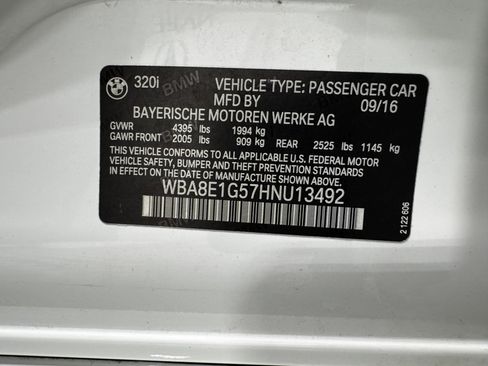 320i VEHICLE TYPE: PASSENGER CAR
MFD BY 09/16
BAYERISCHE MOTOREN WERKE AG
GVWR 4395 lbs 1994 kg
GAWR FRONT 2005 lbs 909 kg REAR 2525 lbs 1145 kg
THIS VEHICLE CONFORMS TO ALL APPLICABLE U.S. FEDERAL MOTOR
VEHICLE SAFETY, BUMPER, AND THEFT PREVENTION STANDARDS IN
EFFECT ON THE DATE OF MANUFACTURE SHOWN ABOVE.
WBA8E1G57HNU13492
2 122 606
BMW
BMW